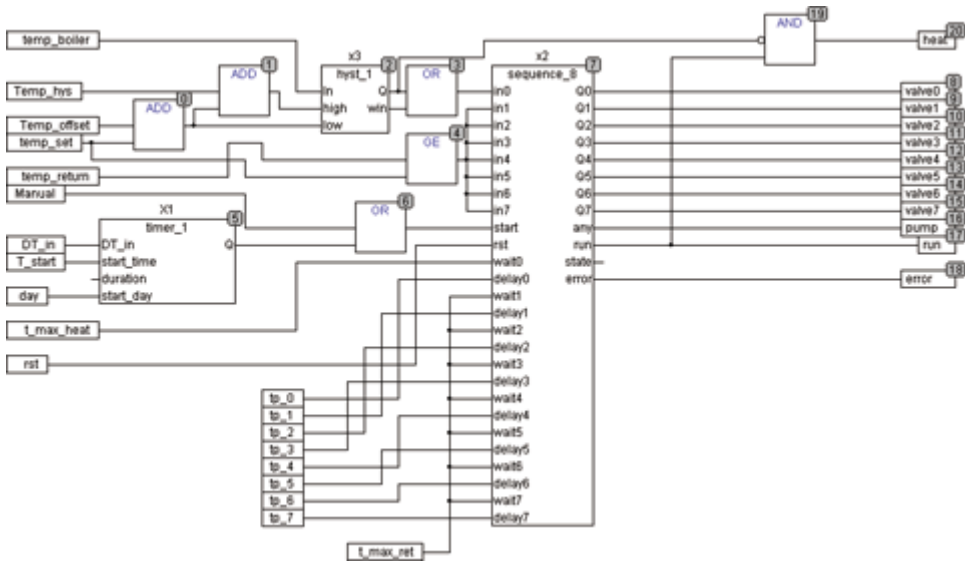 19
AND
20
temp_boiler
heat
x3
x2
1
2
3
7
ADD
hyst_1
OR
sequence_8
8
Temp_hys
In
Q
in0
Q0
valve0
9
0
high
win
in1
Q1
valve1
10
ADD
Temp_offset
low
in2
Q2
valve2
11
4
temp_set
GE
in3
Q3
valve3
12
in4
Q4
valve4
13
temp_return
in5
Q5
valve5
14
Manual
in6
Q6
valve6
15
6
X1
OR
in7
Q7
valve7
16
5
timer_1
start
any
pump
17
DT_in
DT_in
Q
rst
run
run
T_start
start_time
wait0
state
18
duration
delay0
error
error
day
start_day
wait1
delay1
t_max_heat
wait2
delay2
rst
wait3
delay3
tp_0
wait4
tp_1
delay4
tp_2
wait5
tp_3
delay5
tp_4
wait6
tp_5
delay6
tp_6
wait7
tp_7
delay7
t_max_ret